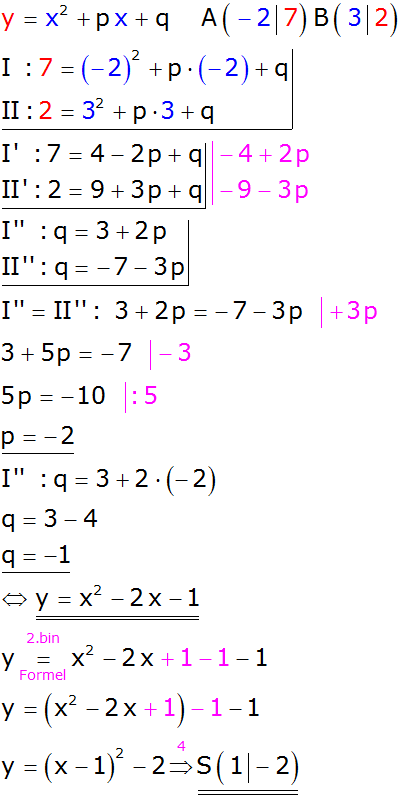 y = x² + px + q A(−2|7) B(3|2)
I : 7 = (−2)² + p · (−2) + q
II : 2 = 3² + p · 3 + q
I' : 7 = 4 − 2p + q | −4 + 2p
II' : 2 = 9 + 3p + q | −9 − 3p
I" : q = 3 + 2p
II" : q = −7 − 3p
I" = II" : 3 + 2p = −7 − 3p | +3p
3 + 5p = −7 | −3
5p = −10 | : 5
p = −2
I" : q = 3 + 2 · (−2)
q = 3 − 4
q = −1
⇔ y = x² − 2x − 1
2.bin
y = x² − 2x + 1 − 1 − 1
Formel
y = (x² − 2x + 1) − 1 − 1
4
y = (x − 1)² − 2 ⇒ S(1|−2)